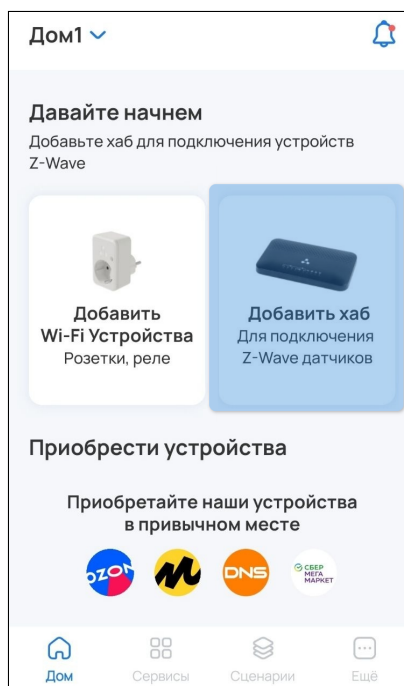 Дом1
Давайте начнем
Добавьте хаб для подключения устройств
Z-Wave
Добавить
Wi-Fi Устройства
Розетки, реле
Добавить хаб
Для подключения
Z-Wave датчиков
Приобрести устройства
Приобретайте наши устройства
в привычном месте
OZON
DNS
СБЕР
МЕГА
МАРКЕТ
Дом
Сервисы
Сценарии
Ещё